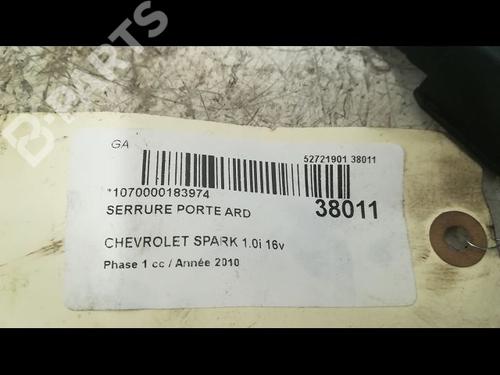 B-PARTS
GA
52721901 38011
*1070000183974
SERRURE PORTE ARD
38011
CHEVROLET SPARK 1.0i 16v
Phase 1 cc / Année 2010